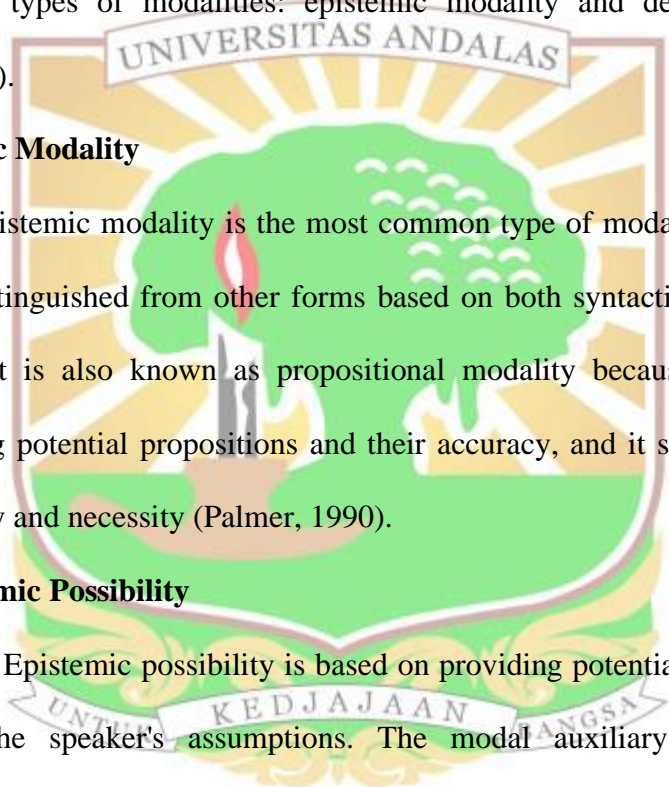 types of modalities: epistemic modality and de
UNIVERSITAS ANDALAS
).
c Modality
istemic modality is the most common type of moda
tinguished from other forms based on both syntacti
t is also known as propositional modality becaus
g potential propositions and their accuracy, and it s
y and necessity (Palmer, 1990).
mic Possibility
Epistemic possibility is based on providing potentia
UNTUK KEDJAJAAN BANGSA
he speaker's assumptions. The modal auxiliary